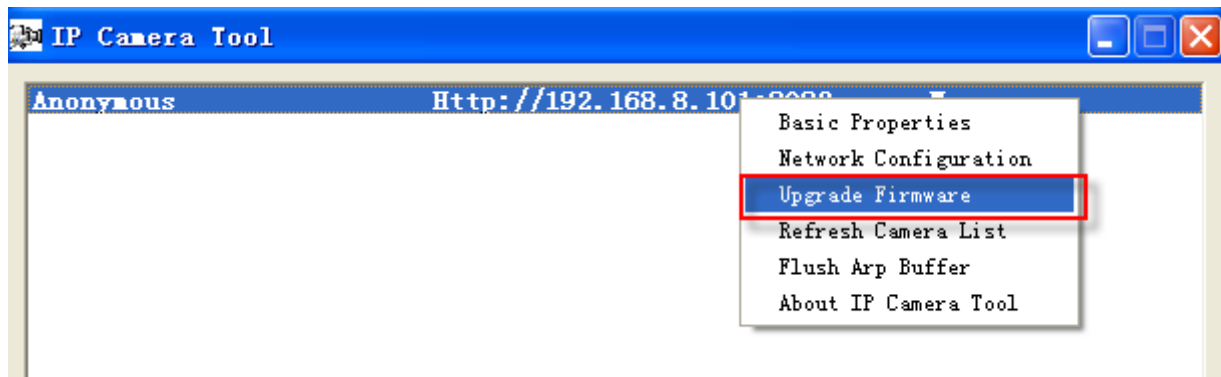 IP Camera Tool
Anonymous Http://192.168.8.101
Basic Properties
Network Configuration
Upgrade Firmware
Refresh Camera List
Flush Arp Buffer
About IP Camera Tool